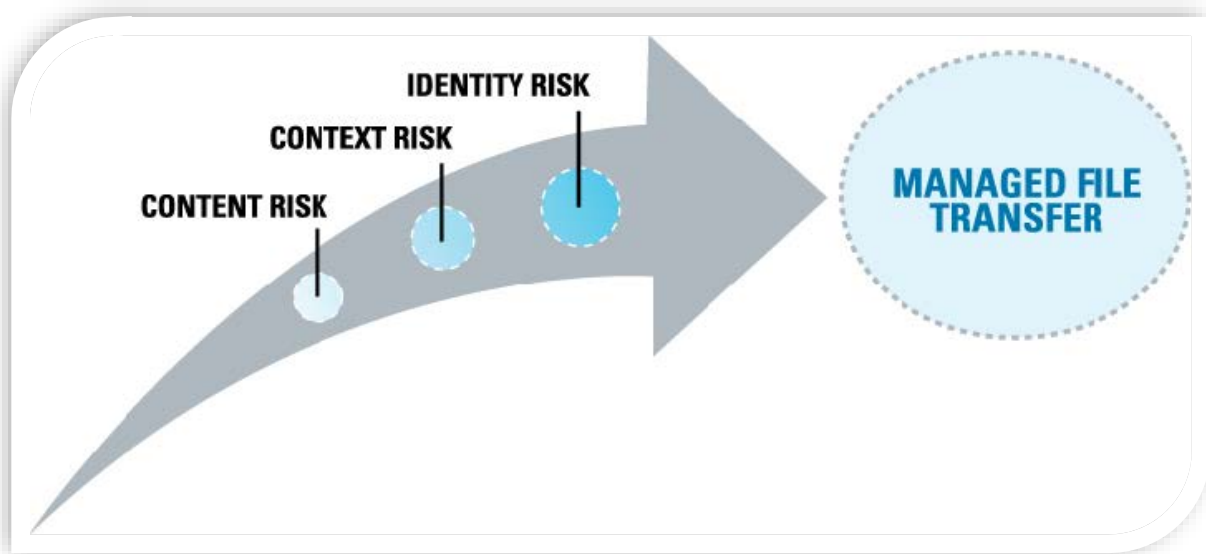 IDENTITY RISK
CONTEXT RISK
CONTENT RISK
MANAGED FILE
TRANSFER